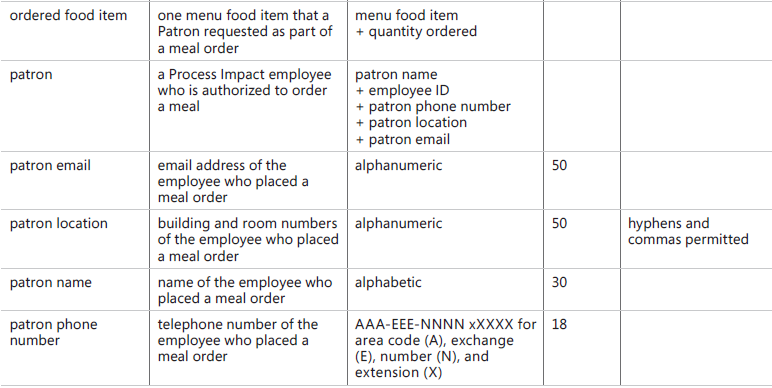 ordered food item
one menu food item that a
Patron requested as part of
a meal order
menu food item
+ quantity ordered
patron
a Process Impact employee
who is authorized to order
a meal
patron name
+ employee ID
+ patron phone number
+ patron location
+ patron email
patron email
email address of the
employee who placed a
meal order
alphanumeric
50
patron location
building and room numbers
of the employee who placed
a meal order
alphanumeric
50
hyphens and
commas permitted
patron name
name of the employee who
placed a meal order
alphabetic
30
patron phone
number
telephone number of the
employee who placed a
meal order
AAA-EEE-NNNN xXXXX for
area code (A), exchange
(E), number (N), and
extension (X)
18